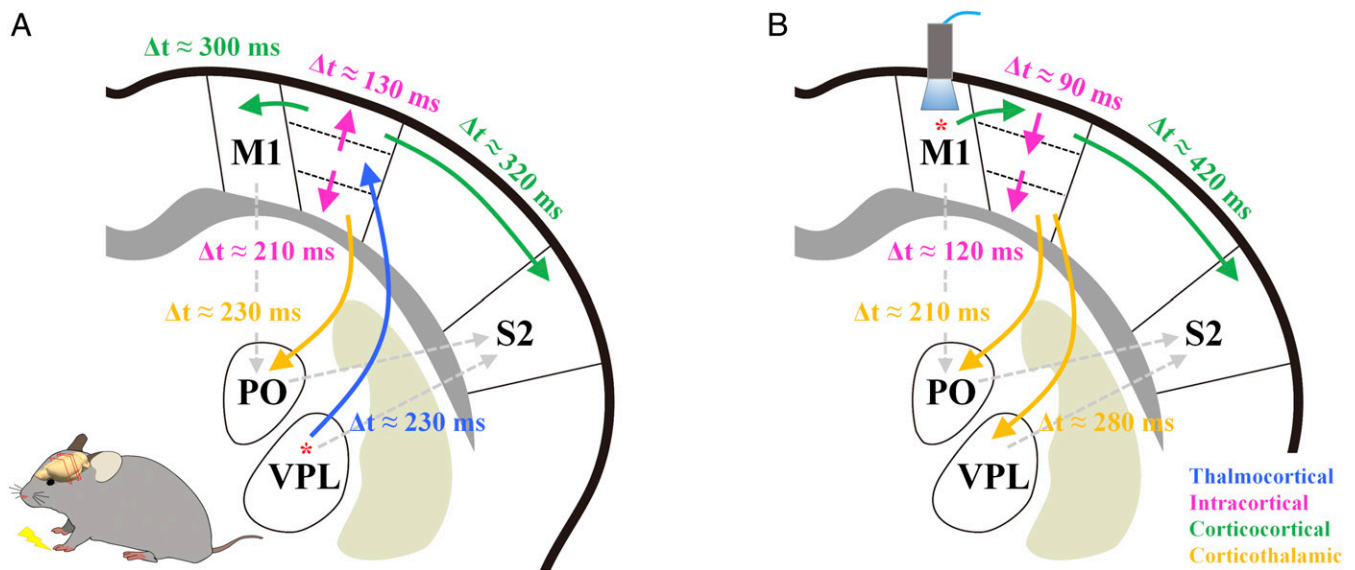 A
Δt ≈ 300 ms
Δt ≈ 130 ms
Δt ≈ 320 ms
M1
Δt ≈ 210 ms
Δt ≈ 230 ms
S2
PO
Δt ≈ 230 ms
*
VPL
B
Δt ≈ 90 ms
Δt ≈ 420 ms
*
M1
Δt ≈ 120 ms
Δt ≈ 210 ms
S2
PO
Δt ≈ 280 ms
VPL
Thalmocortical
Intracortical
Corticocortical
Corticothalamic